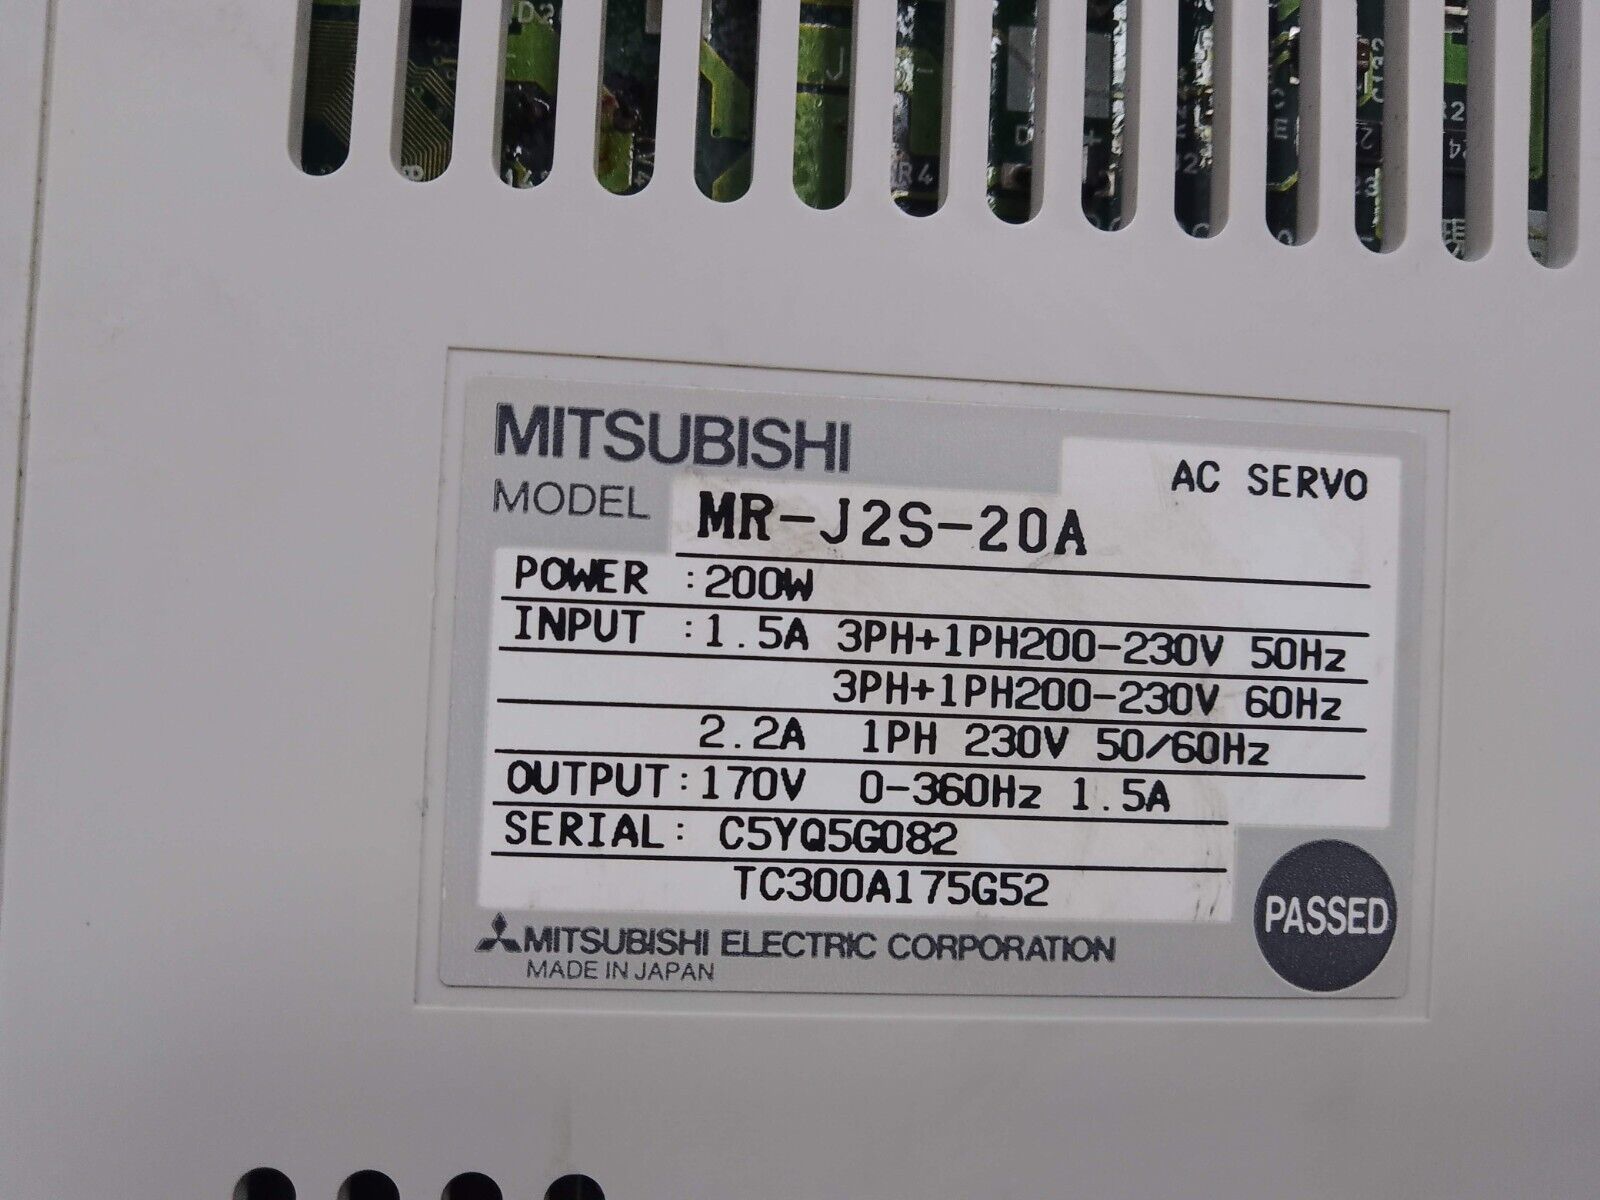 MITSUBISHI
AC SERVO
MODEL MR-J2S-20A
POWER :200W
INPUT :1.5A 3PH+1PH200-230V 50Hz
3PH+1PH200-230V 60Hz
2.2A 1PH 230V 50/60Hz
OUTPUT:170V 0-360Hz 1.5A
SERIAL: C5YQ5G082
TC300A175G52
PASSED
MITSUBISHI ELECTRIC CORPORATION
MADE IN JAPAN